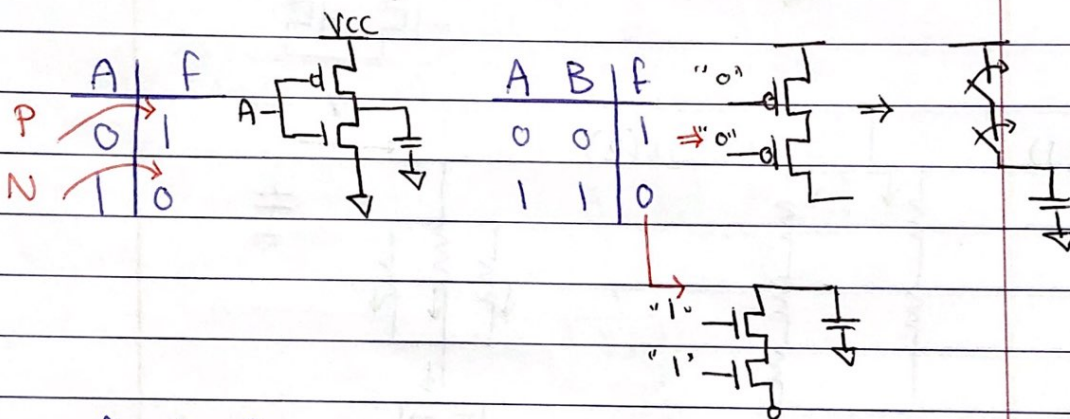 VCC
A F A B F "0"
P 0 1 A 0 0 1 ⇒ "0" ⇒
N 1 0 1 1 0
"1"
"1"